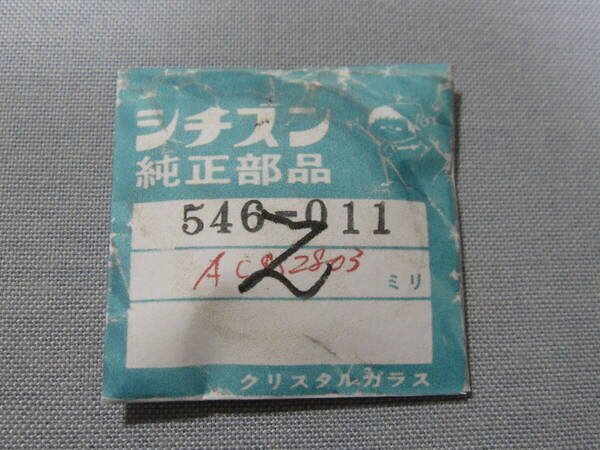 シチズン
純正部品
546-011
Z
ミリ
クリスタルガラス